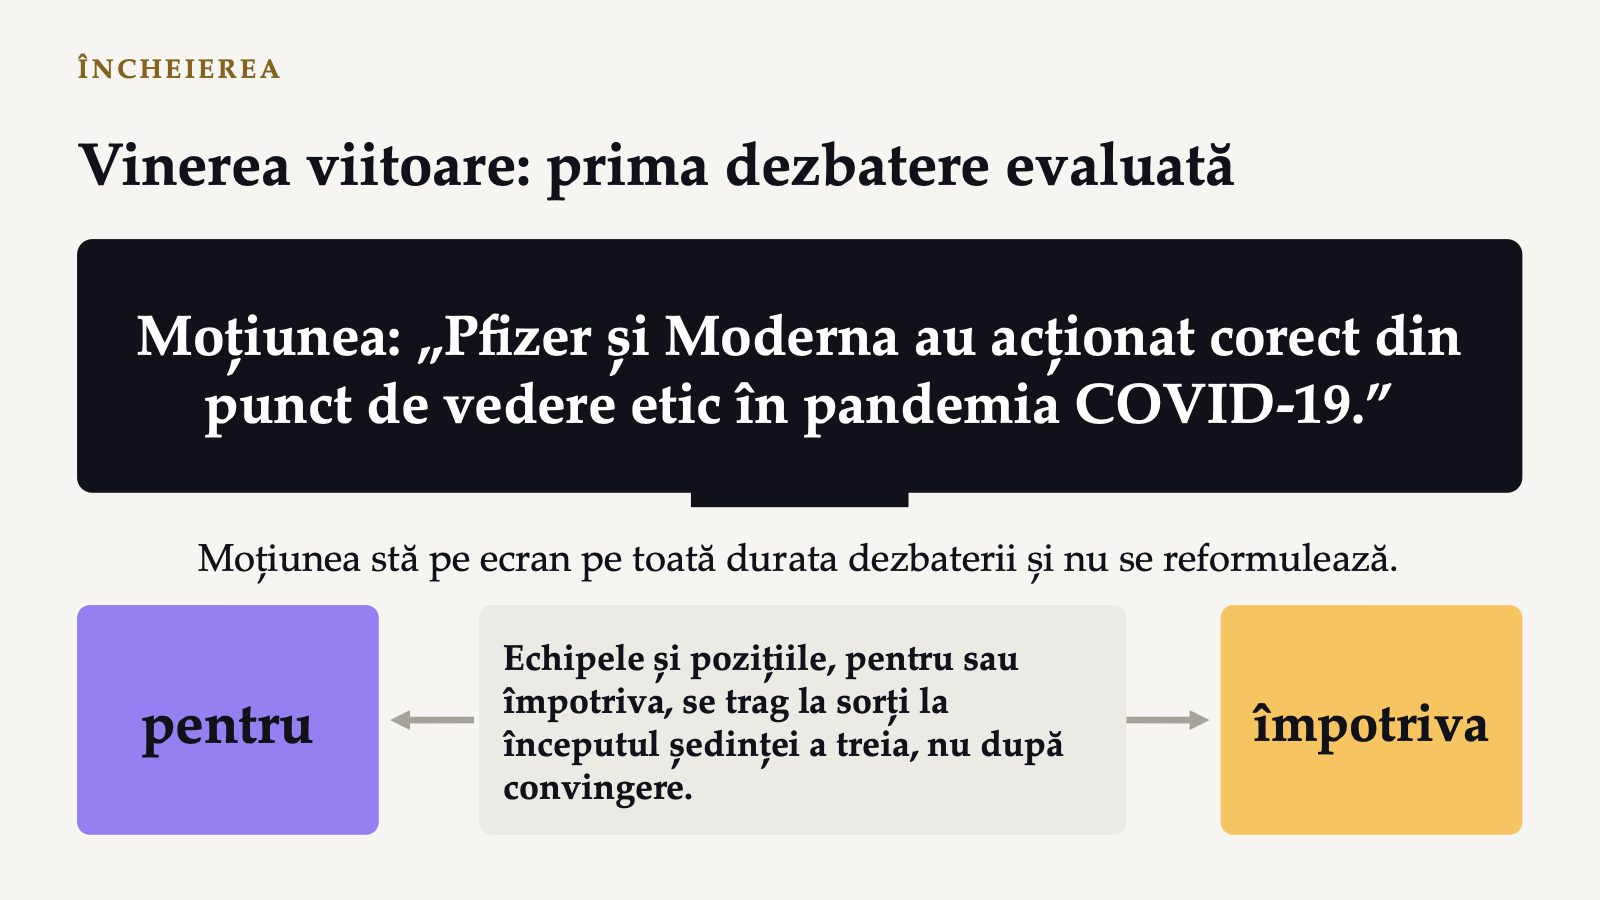 ÎNCHEIEREA
Vinerea viitoare: prima dezbatere evaluată
Moțiunea: „Pfizer și Moderna au acționat corect din
punct de vedere etic în pandemia COVID-19.”
Moțiunea stă pe ecran pe toată durata dezbaterii și nu se reformulează.
pentru
Echipele și pozițiile, pentru sau
împotriva, se trag la sorți la
începutul ședinței a treia, nu după
convingere.
împotriva